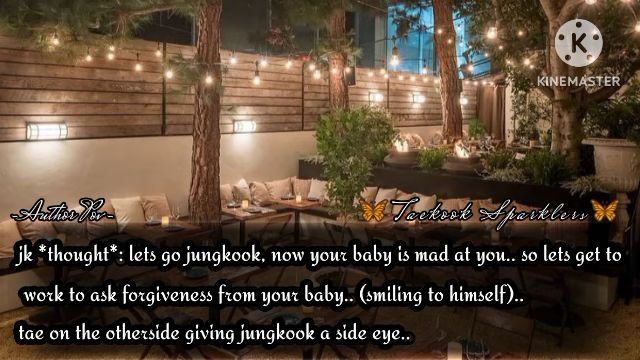 KINEMASTER
-Author Pov-
🦋Taekook Sparklers🦋
jk *thought*: lets go jungkook, now your baby is mad at you.. so lets get to
work to ask forgiveness from your baby.. (smiling to himself)..
tae on the otherside giving jungkook a side eye..